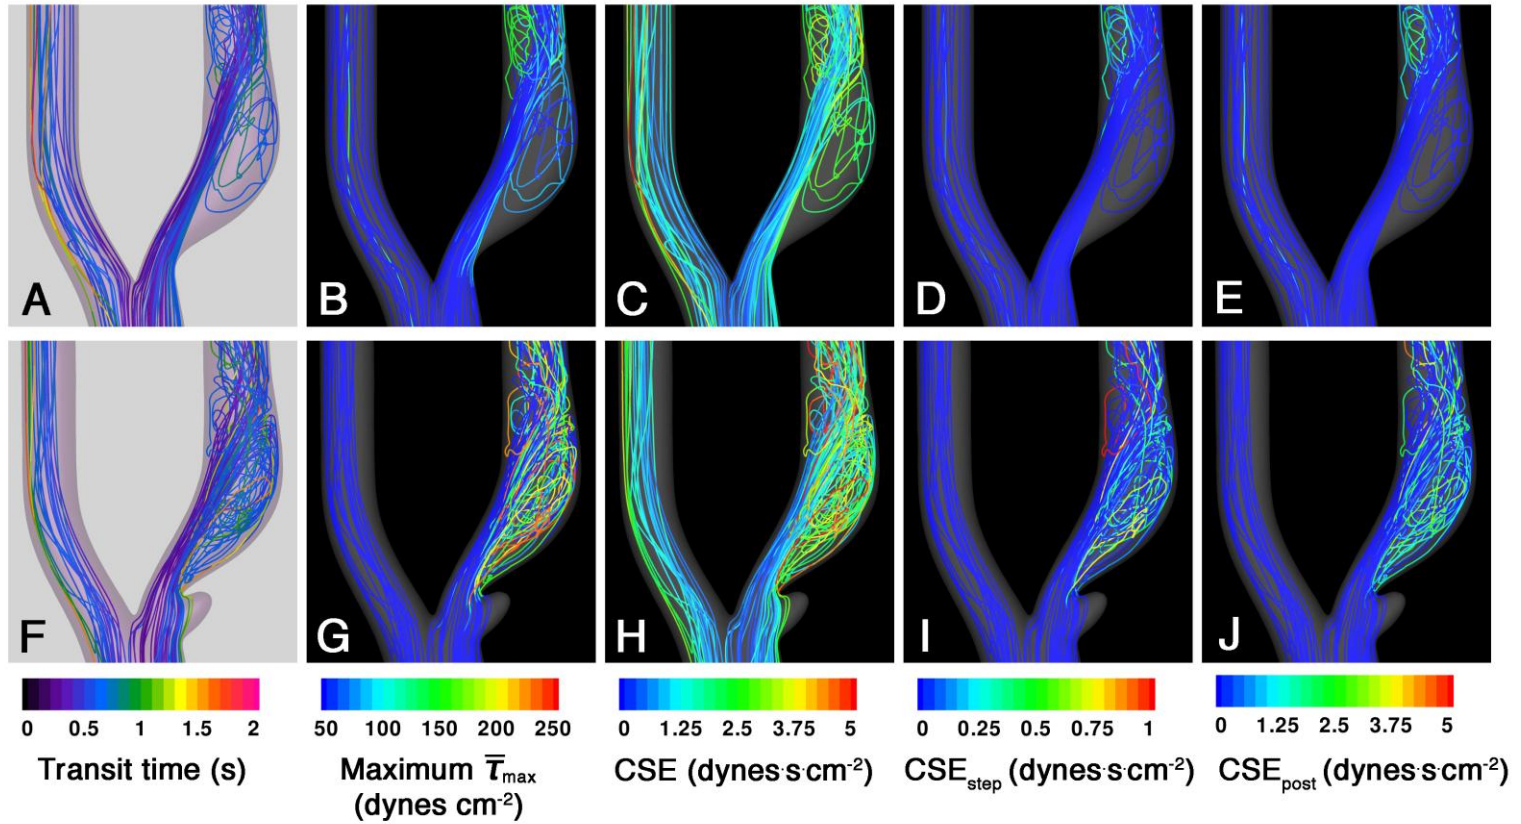 A B C D E
F G H I J
0 0.5 1 1.5 2
50 100 150 200 250
0 1.25 2.5 3.75 5
0 0.25 0.5 0.75 1
0 1.25 2.5 3.75 5
Transit time (s)
Maximum τ̅max
(dynes cm-2)
CSE (dynes·s·cm-2)
CSEstep (dynes·s·cm-2)
CSEpost (dynes·s·cm-2)